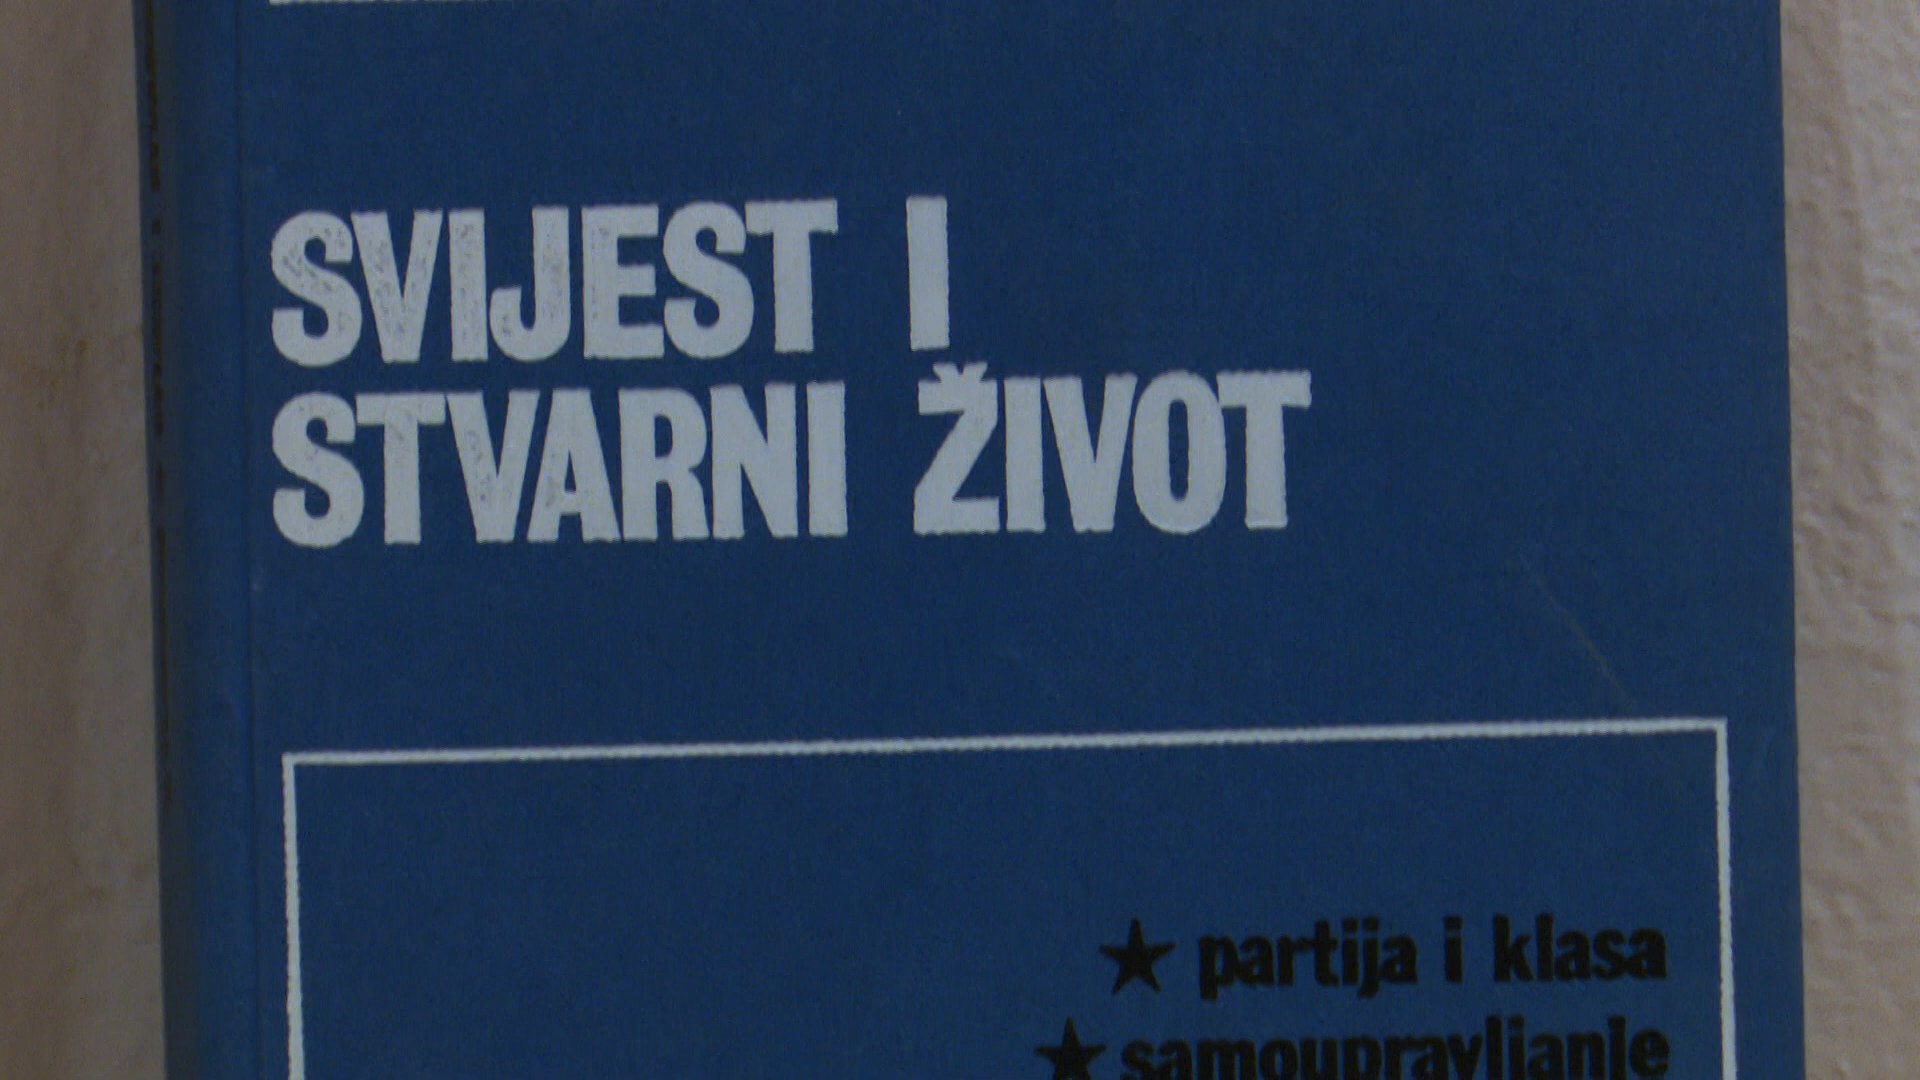 SVIJEST I
STVARNI ŽIVOT
★ partija i klasa
★ samoupravljanje